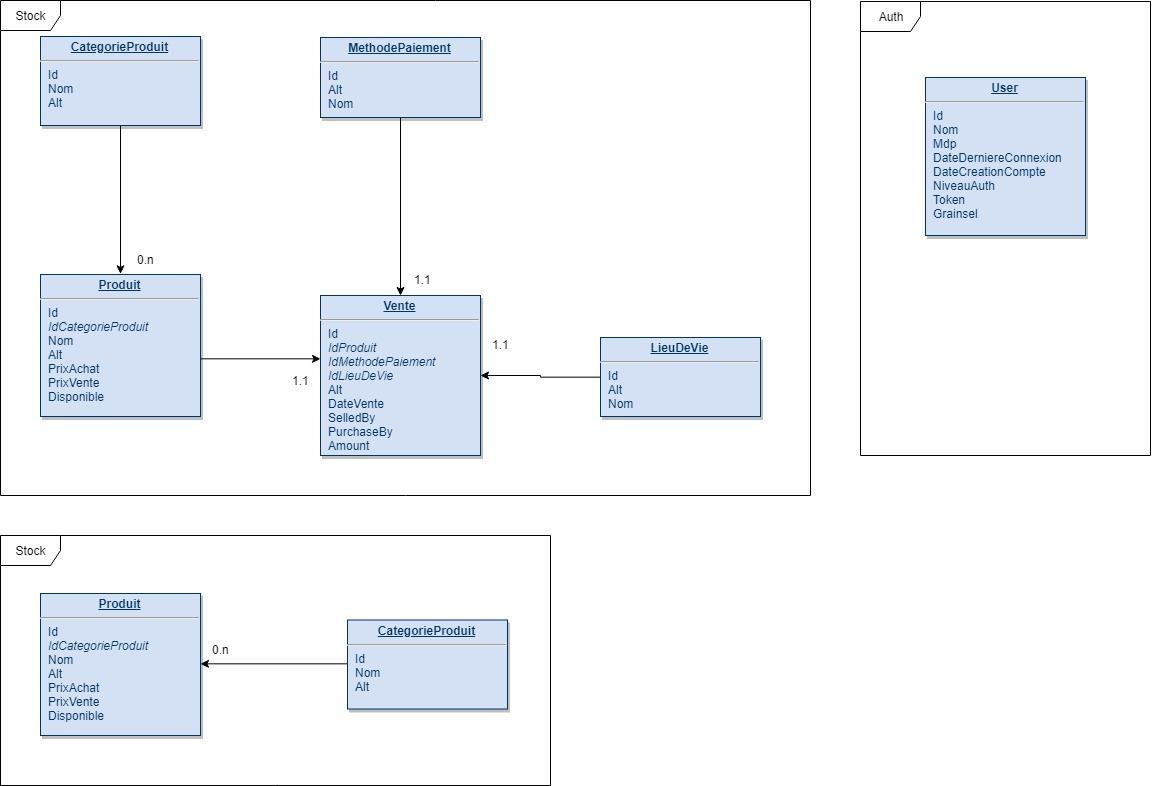 Stock
CategorieProduit
Id
Nom
Alt
MethodePaiement
Id
Alt
Nom
0.n
1.1
Produit
Id
IdCategorieProduit
Nom
Alt
PrixAchat
PrixVente
Disponible
1.1
Vente
Id
IdProduit
IdMethodePaiement
IdLieuDeVie
Alt
DateVente
SelledBy
PurchaseBy
Amount
1.1
LieuDeVie
Id
Alt
Nom
Auth
User
Id
Nom
Mdp
DateDerniereConnexion
DateCreationCompte
NiveauAuth
Token
Grainsel
Stock
Produit
Id
IdCategorieProduit
Nom
Alt
PrixAchat
PrixVente
Disponible
0.n
CategorieProduit
Id
Nom
Alt